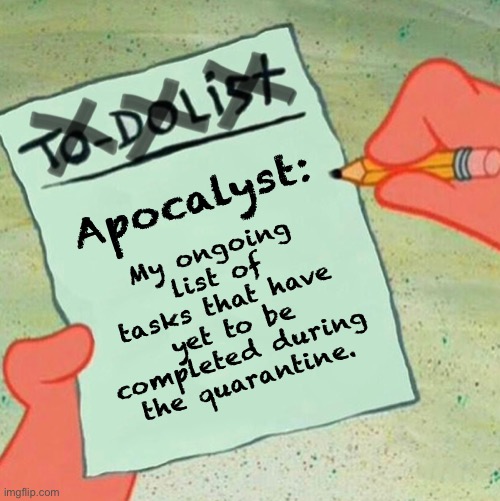 TO-DO List
Apocalyst:
My ongoing
list of
tasks that have
yet to be
completed during
the quarantine.
imgflip.com